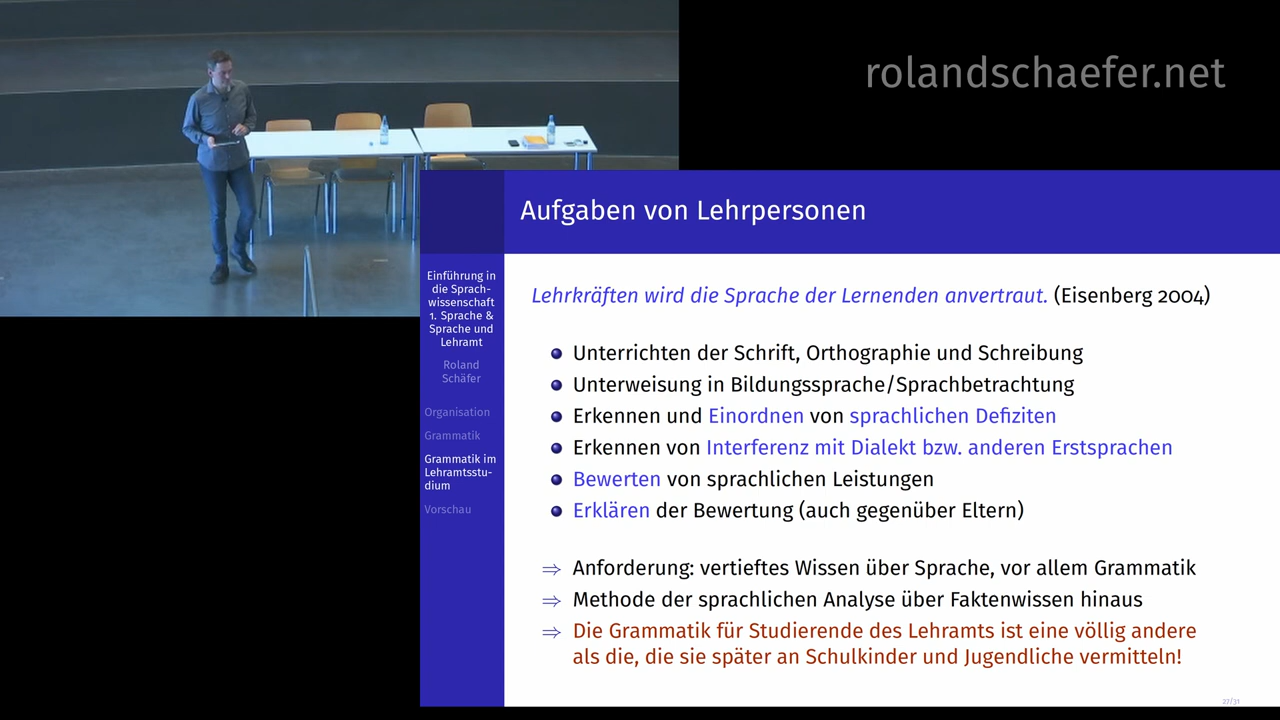 rolandschaefer.net
Aufgaben von Lehrpersonen
Einführung in
die Sprach-
wissenschaft
1. Sprache &
Sprache und
Lehramt
Roland
Schäfer
Organisation
Grammatik
Grammatik im
Lehramtsstu-
dium
Vorschau
Lehrkräften wird die Sprache der Lernenden anvertraut. (Eisenberg 2004)
Unterrichten der Schrift, Orthographie und Schreibung
Unterweisung in Bildungssprache/Sprachbetrachtung
Erkennen und Einordnen von sprachlichen Defiziten
Erkennen von Interferenz mit Dialekt bzw. anderen Erstsprachen
Bewerten von sprachlichen Leistungen
Erklären der Bewertung (auch gegenüber Eltern)
⇒ Anforderung: vertieftes Wissen über Sprache, vor allem Grammatik
⇒ Methode der sprachlichen Analyse über Faktenwissen hinaus
⇒ Die Grammatik für Studierende des Lehramts ist eine völlig andere
als die, die sie später an Schulkinder und Jugendliche vermitteln!
27/31